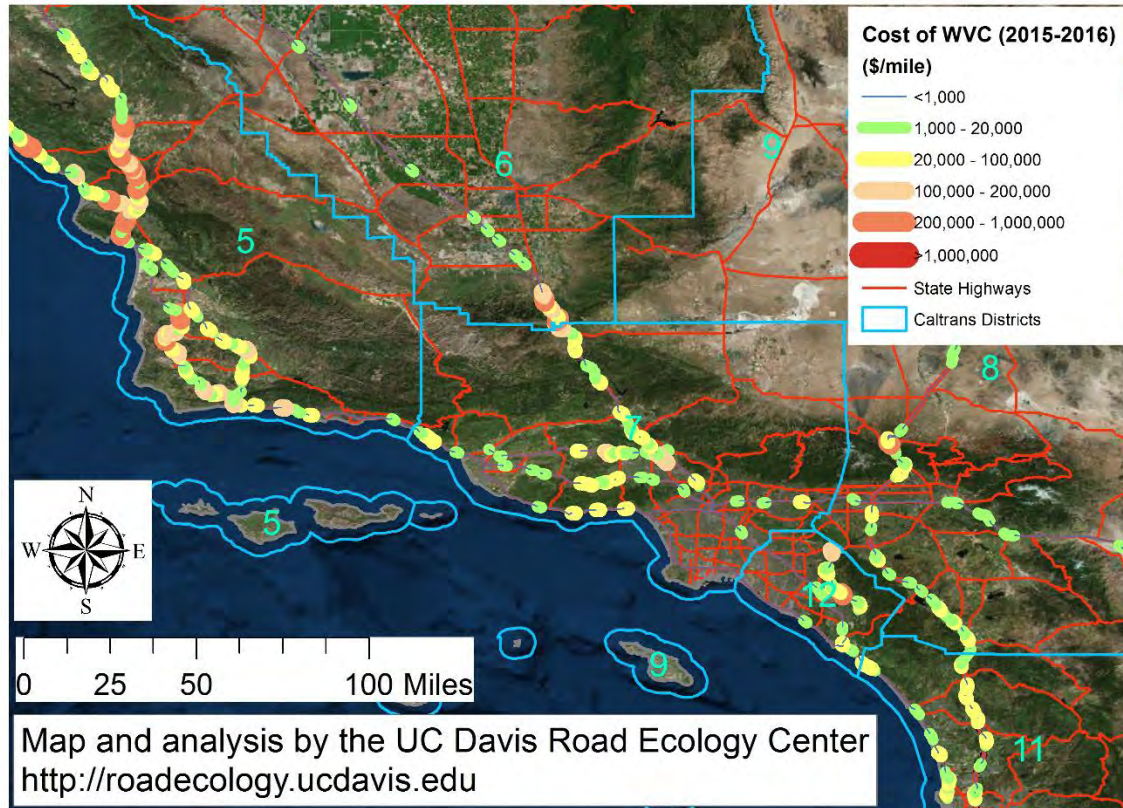 Cost of WVC (2015-2016)
($/mile)
<1,000
1,000 - 20,000
20,000 - 100,000
100,000 - 200,000
200,000 - 1,000,000
>1,000,000
State Highways
Caltrans Districts
9
6
5
8
7
N
W E
S
5
12
9
11
0 25 50 100 Miles
Map and analysis by the UC Davis Road Ecology Center
http://roadecology.ucdavis.edu